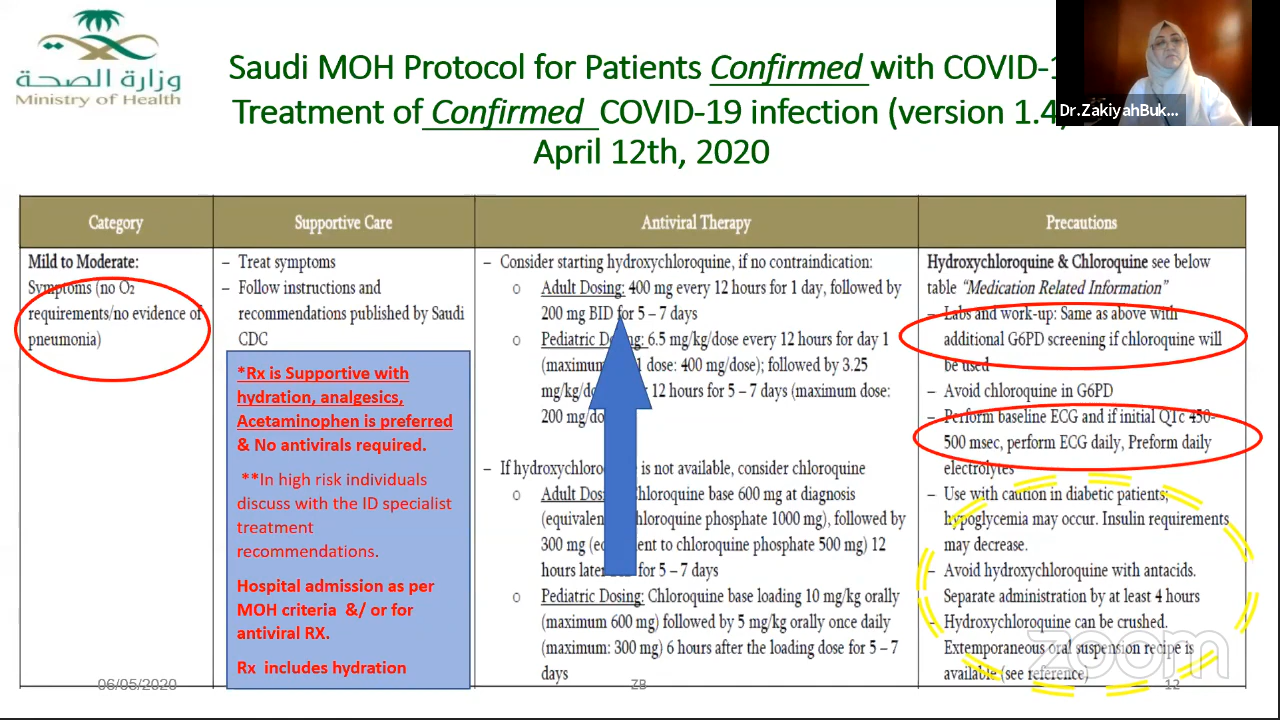 وزارة الصحة
Ministry of Health
Saudi MOH Protocol for Patients Confirmed with COVID-1
Treatment of Confirmed COVID-19 infection (version 1.4)
April 12th, 2020
Dr.ZakiyahBuk...
Category
Supportive Care
Antiviral Therapy
Precautions
Mild to Moderate:
Symptoms (no O₂
requirements/no evidence of
pneumonia)
– Treat symptoms
– Follow instructions and
recommendations published by Saudi
CDC
*Rx is Supportive with
hydration, analgesics,
Acetaminophen is preferred
& No antivirals required.
**In high risk individuals
discuss with the ID specialist
treatment
recommendations.
Hospital admission as per
MOH criteria &/ or for
antiviral RX.
Rx includes hydration
– Consider starting hydroxychloroquine, if no contraindication:
o Adult Dosing: 400 mg every 12 hours for 1 day, followed by
200 mg BID for 5 – 7 days
o Pediatric 6.5 mg/kg/dose every 12 hours for day 1
(maximum 1 dose: 400 mg/dose); followed by 3.25
12 hours for 5 – 7 days (maximum dose:
200
– If is not available, consider chloroquine
o Adult Chloroquine base 600 mg at diagnosis
chloroquine phosphate 1000 mg), followed by
300 mg to chloroquine phosphate 500 mg) 12
hours for 5 – 7 days
o Pediatric Dosing: Chloroquine base loading 10 mg/kg orally
(maximum 600 mg) followed by 5 mg/kg orally once daily
(maximum: 300 mg) 6 hours after the loading dose for 5 – 7
days
Hydroxychloroquine & Chloroquine see below
table "Medication Related Information"
– Labs and work-up: Same as above with
additional G6PD screening if chloroquine will
be used
– Avoid chloroquine in G6PD
– Perform baseline ECG and if initial QTc 450-
500 msec, perform ECG daily, Preform daily
electrolytes
– Use with caution in diabetic patients;
hypoglycemia may occur. Insulin requirements
may decrease.
– Avoid hydroxychloroquine with antacids.
Separate administration by at least 4 hours
– Hydroxychloroquine can be crushed.
Extemporaneous oral suspension recipe is
available (see reference)
zoom
06/05/2020
ZB
12